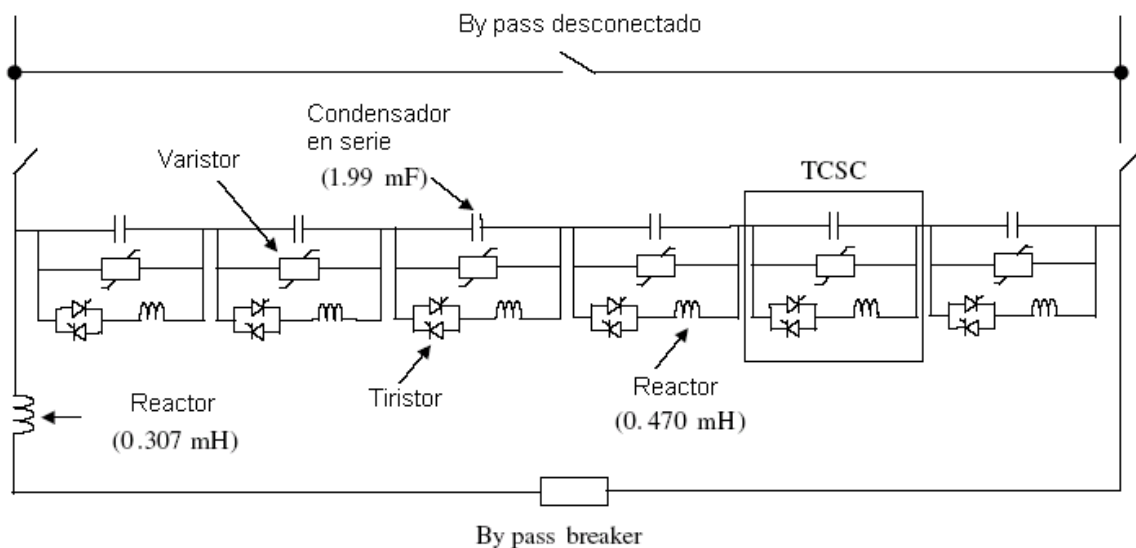 By pass desconectado
Condensador
en serie
(1.99 mF)
Varistor
TCSC
Reactor
(0.307 mH)
Tiristor
Reactor
(0.470 mH)
By pass breaker